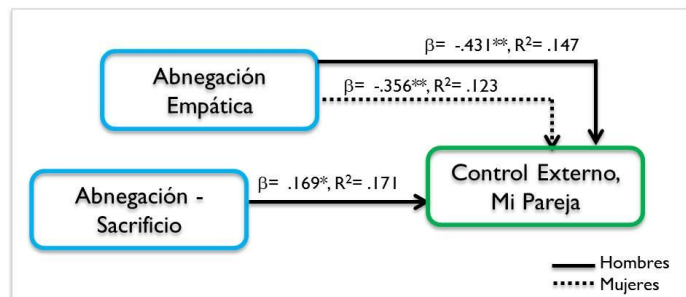 β= -.431**, R²= .147
Abnegación
Empática
β= -.356**, R²= .123
Control Externo,
Mi Pareja
Abnegación -
Sacrificio
β= .169*, R²= .171
Hombres
Mujeres